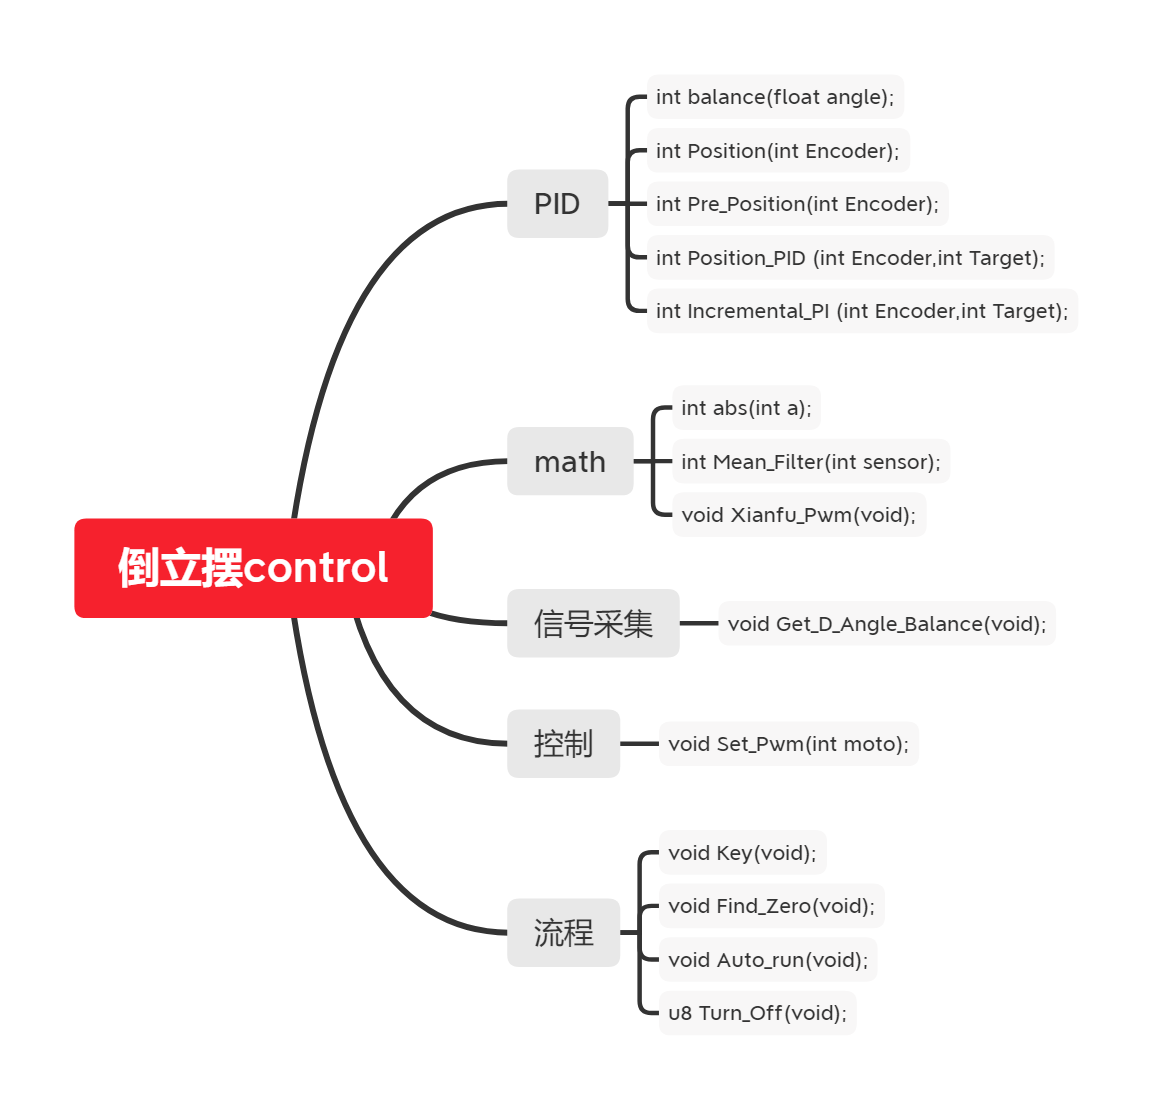 倒立摆control
PID
int balance(float angle);
int Position(int Encoder);
int Pre_Position(int Encoder);
int Position_PID (int Encoder,int Target);
int Incremental_PI (int Encoder,int Target);
math
int abs(int a);
int Mean_Filter(int sensor);
void Xianfu_Pwm(void);
信号采集
void Get_D_Angle_Balance(void);
控制
void Set_Pwm(int moto);
流程
void Key(void);
void Find_Zero(void);
void Auto_run(void);
u8 Turn_Off(void);